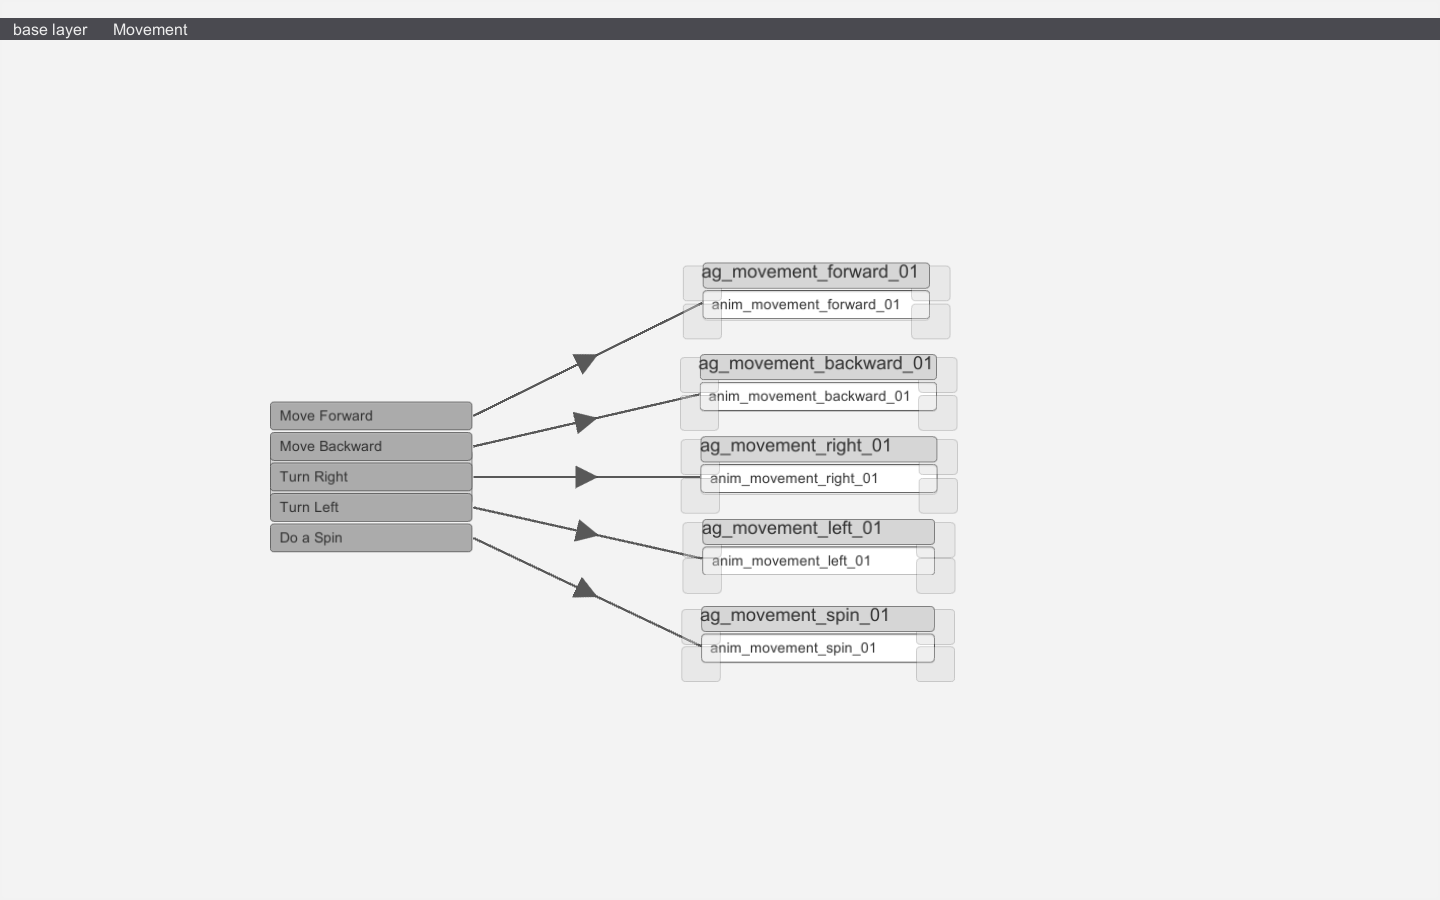 base layer Movement
ag_movement_forward_01
anim_movement_forward_01
ag_movement_backward_01
anim_movement_backward_01
Move Forward
Move Backward
ag_movement_right_01
Turn Right
anim_movement_right_01
Turn Left
ag_movement_left_01
Do a Spin
anim_movement_left_01
ag_movement_spin_01
anim_movement_spin_01